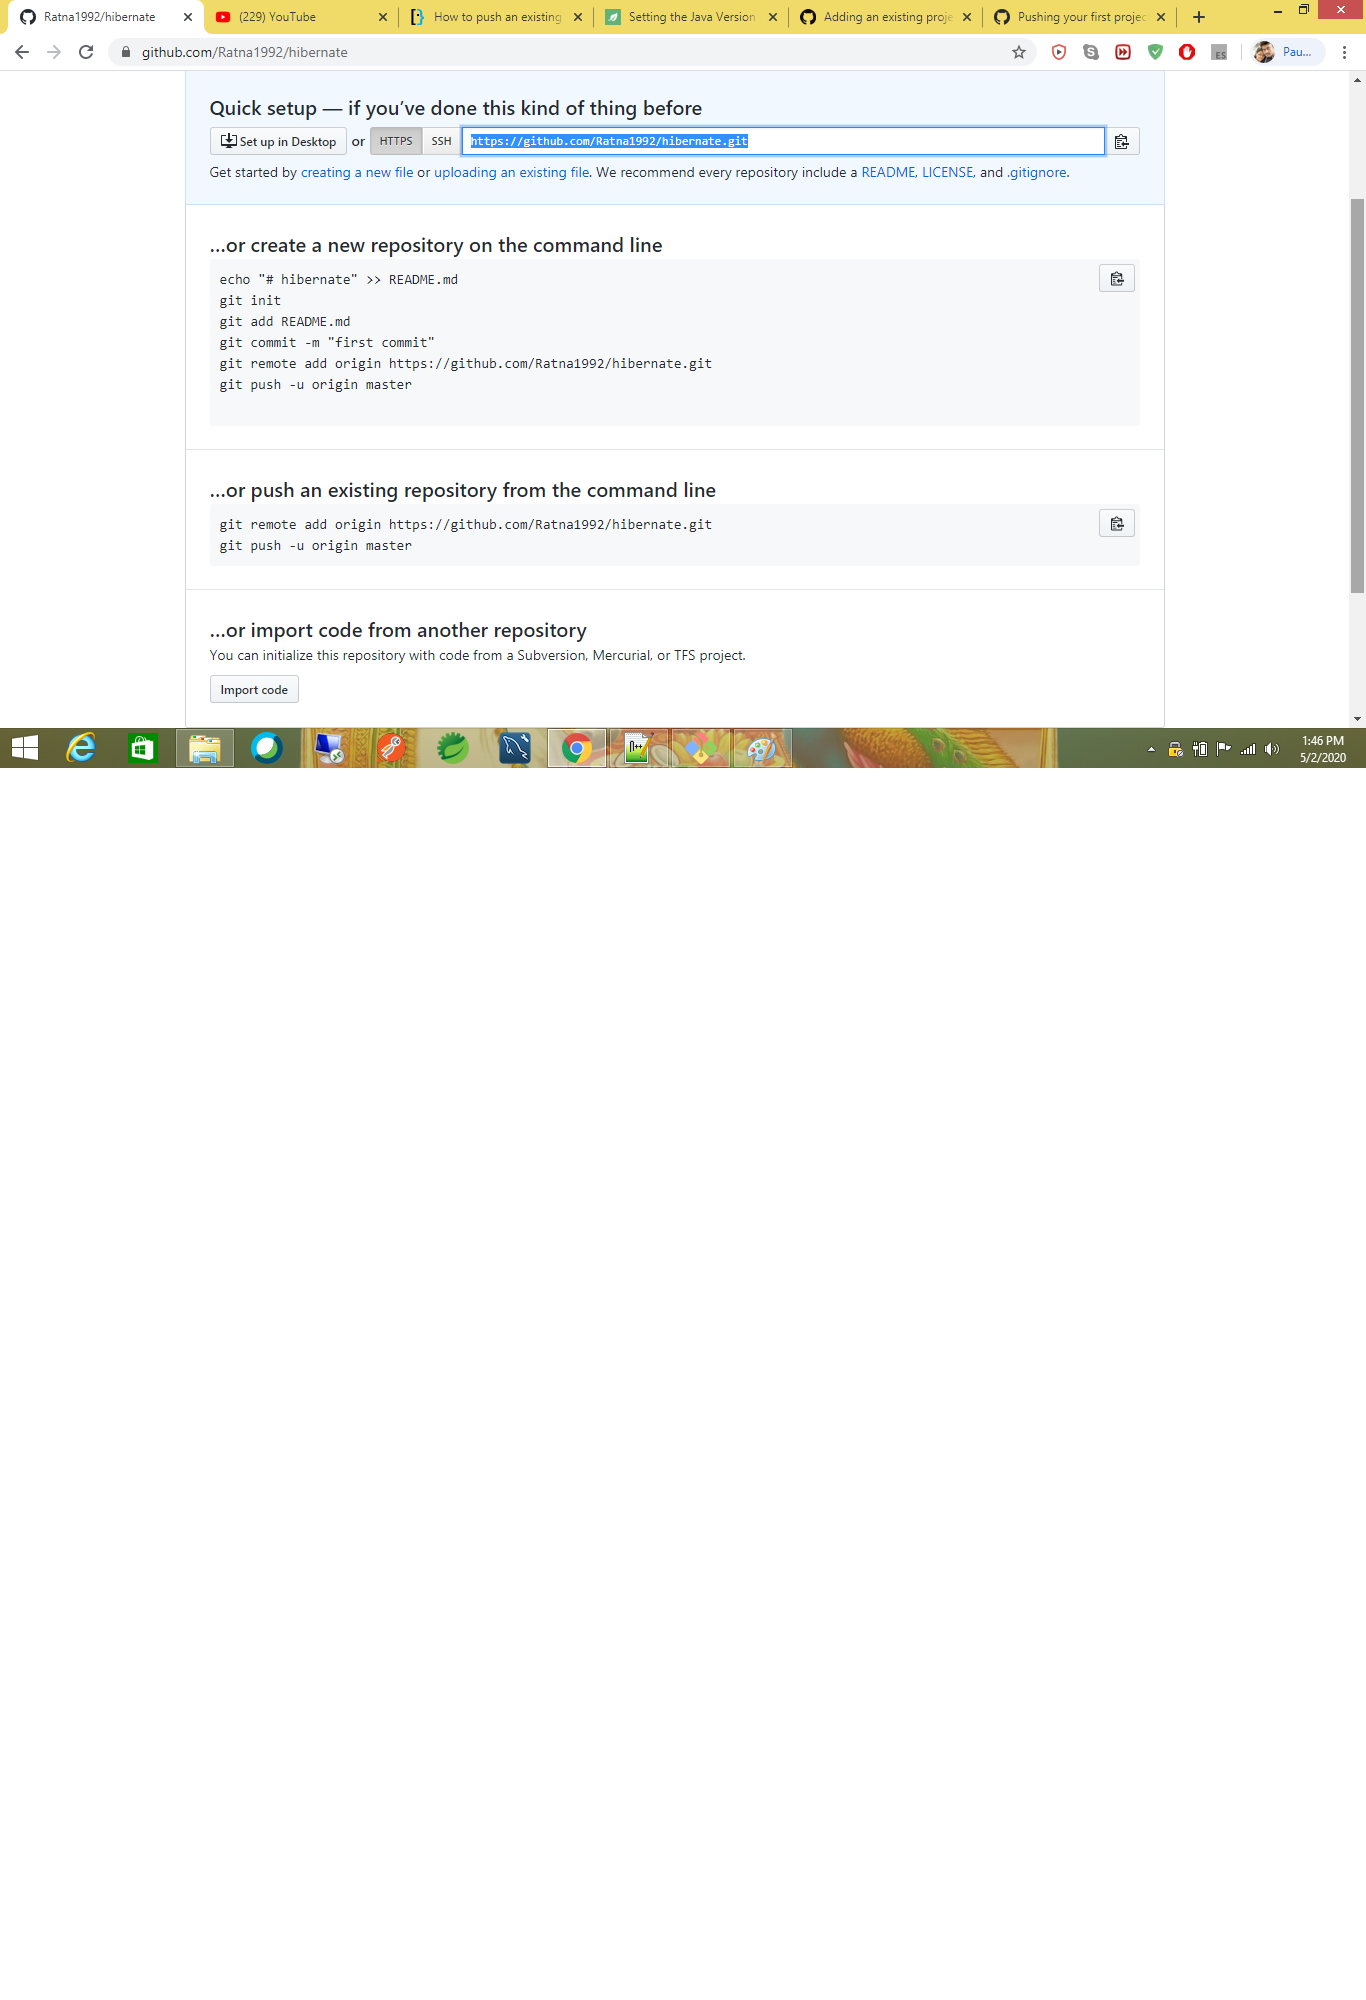 Ratna1992/hibernate
(229) YouTube
How to push an existing
Setting the Java Version
Adding an existing proje
Pushing your first projec
github.com/Ratna1992/hibernate
ES
Pau...
Quick setup — if you’ve done this kind of thing before
Set up in Desktop or HTTPS SSH https://github.com/Ratna1992/hibernate.git
Get started by creating a new file or uploading an existing file. We recommend every repository include a README, LICENSE, and .gitignore.
…or create a new repository on the command line
echo "# hibernate" >> README.md
git init
git add README.md
git commit -m "first commit"
git remote add origin https://github.com/Ratna1992/hibernate.git
git push -u origin master
…or push an existing repository from the command line
git remote add origin https://github.com/Ratna1992/hibernate.git
git push -u origin master
…or import code from another repository
You can initialize this repository with code from a Subversion, Mercurial, or TFS project.
Import code
1:46 PM
5/2/2020